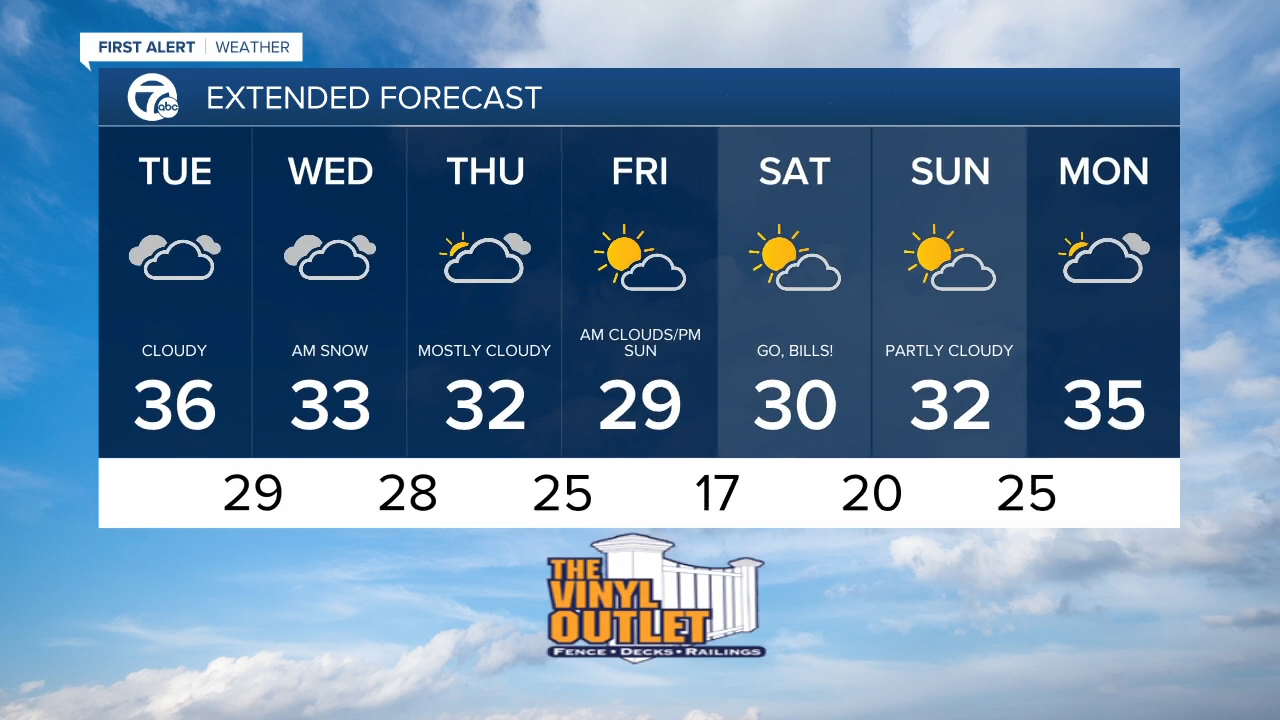 FIRST ALERT | WEATHER
7 abc EXTENDED FORECAST
TUE WED THU FRI SAT SUN MON
CLOUDY AM SNOW MOSTLY CLOUDY AM CLOUDS/PM GO, BILLS! PARTLY CLOUDY
SUN
36 33 32 29 30 32 35
29 28 25 17 20 25
THE
VINYL
OUTLET
FENCE • DECKS • RAILINGS